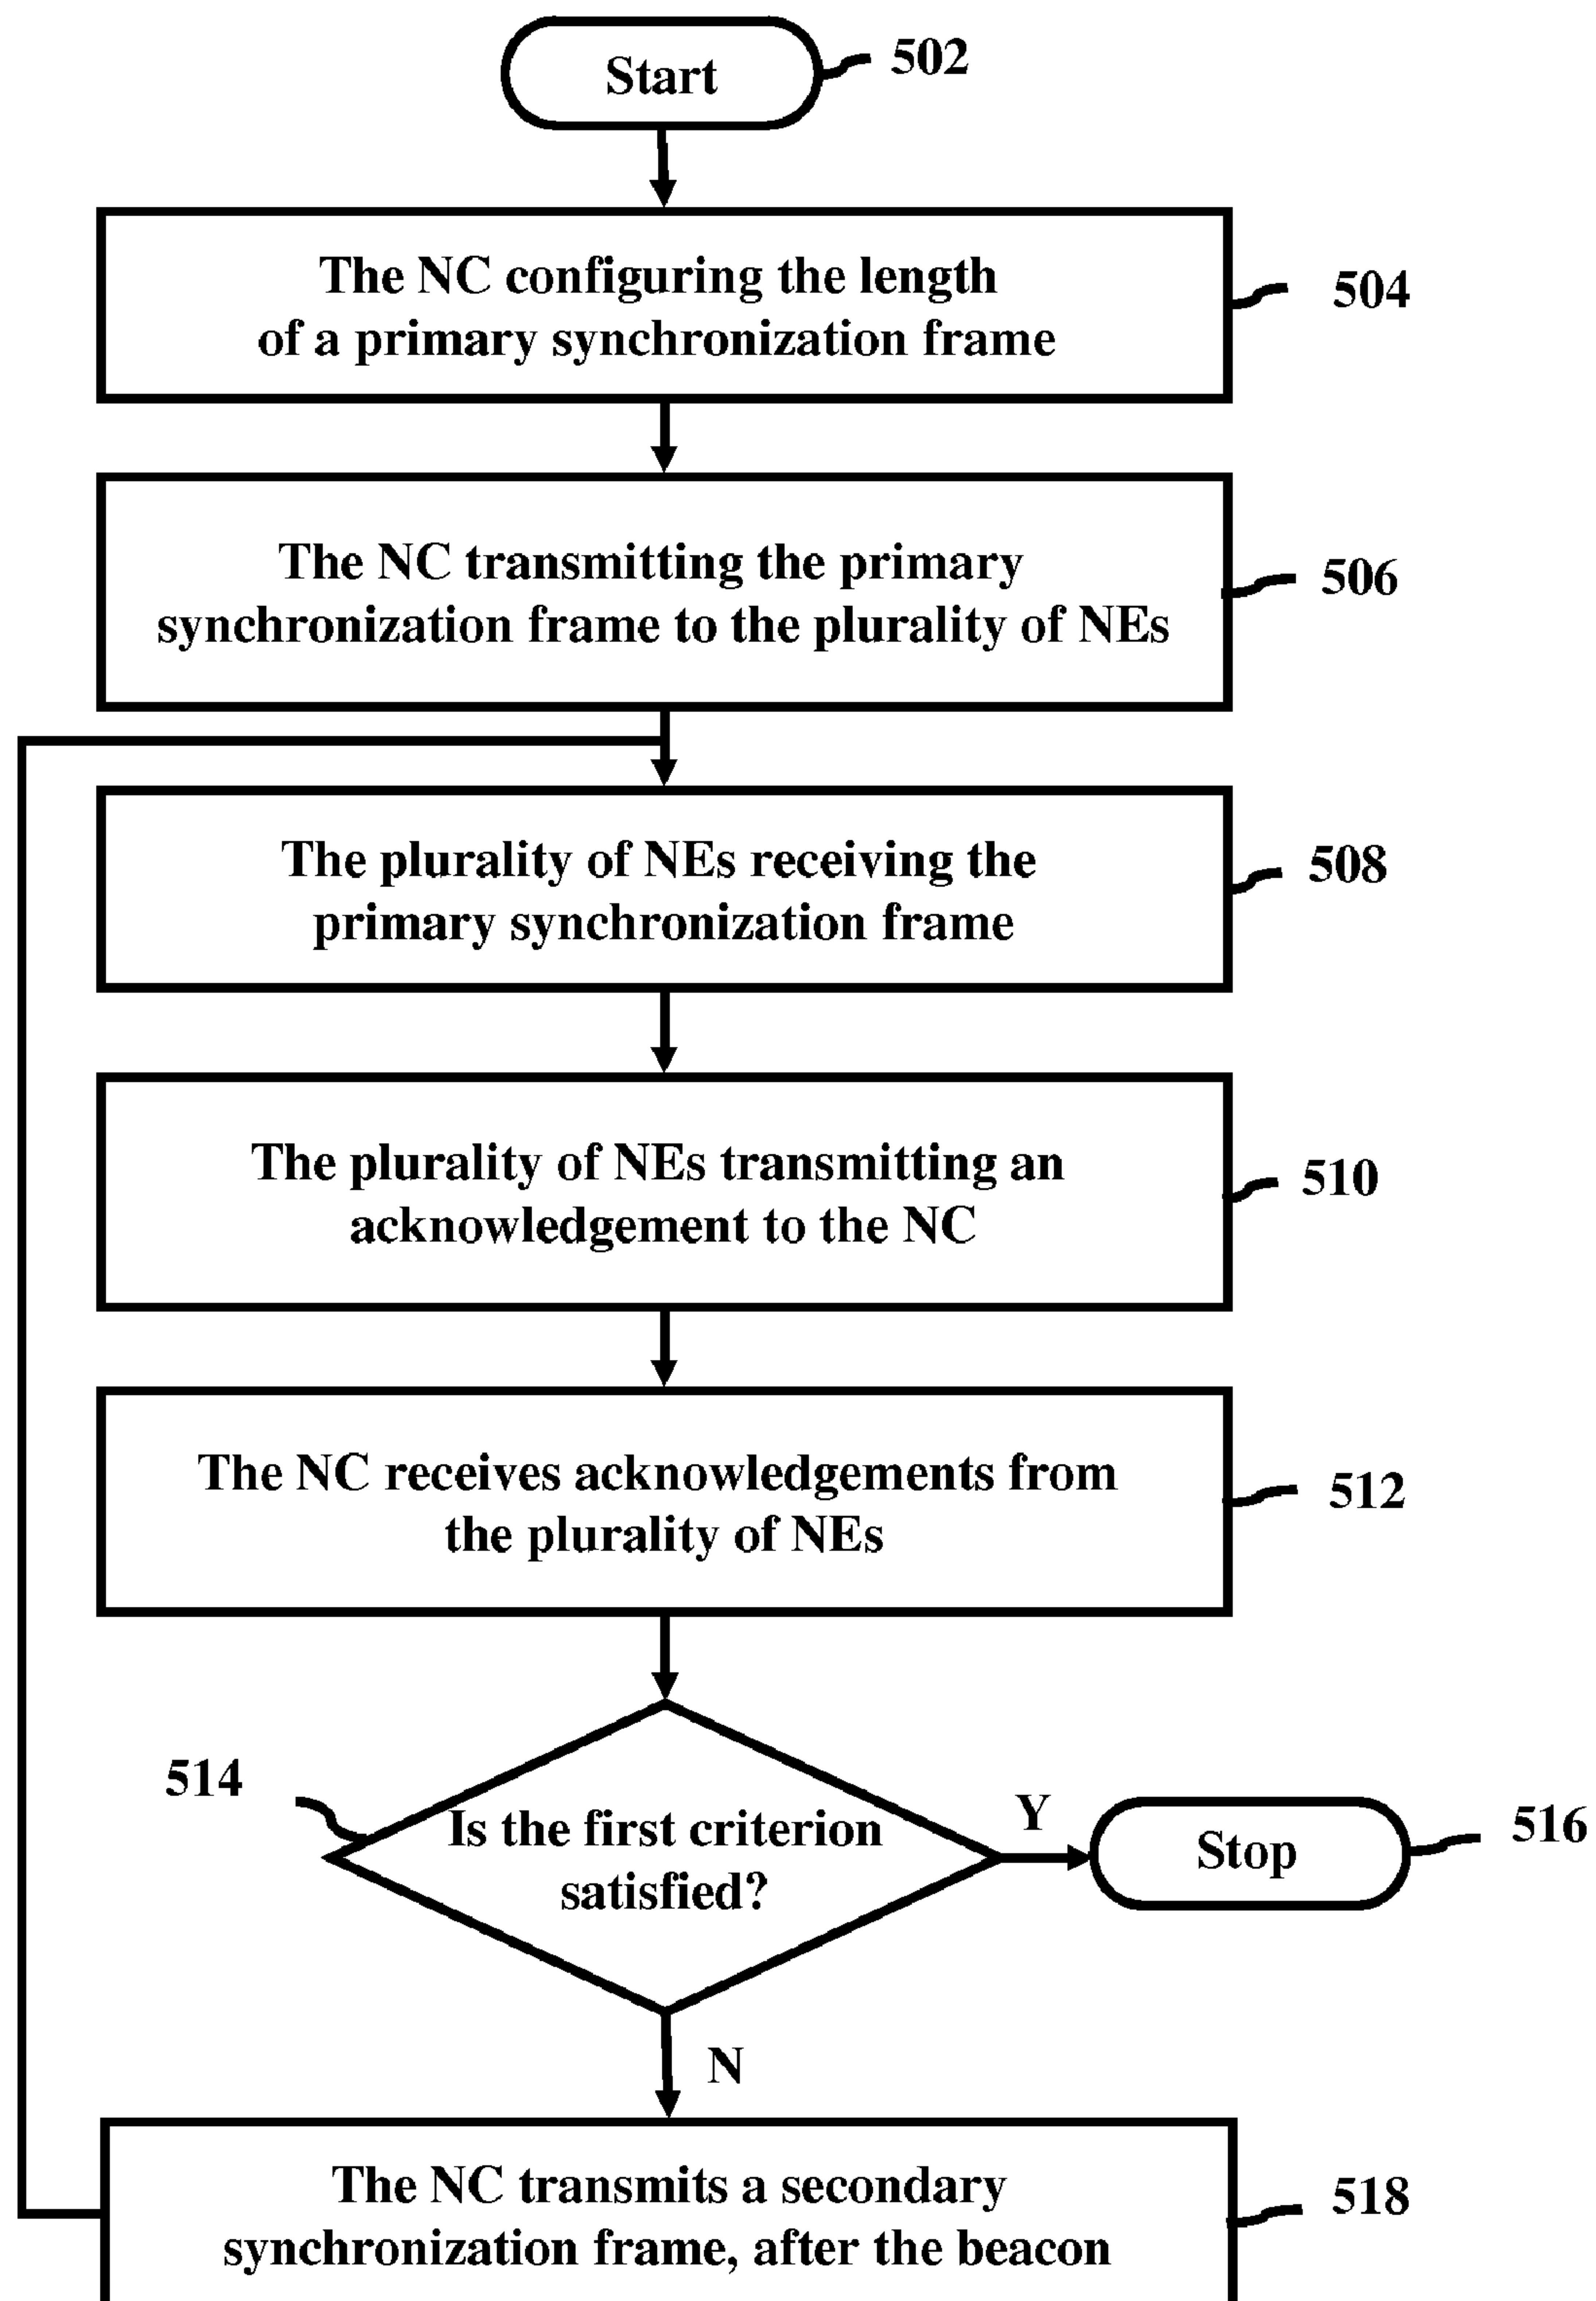 Start
502
The NC configuring the length
of a primary synchronization frame
504
The NC transmitting the primary
synchronization frame to the plurality of NEs
506
The plurality of NEs receiving the
primary synchronization frame
508
The plurality of NEs transmitting an
acknowledgement to the NC
510
The NC receives acknowledgements from
the plurality of NEs
512
514
Is the first criterion
satisfied?
Y
Stop
516
N
The NC transmits a secondary
synchronization frame, after the beacon
518